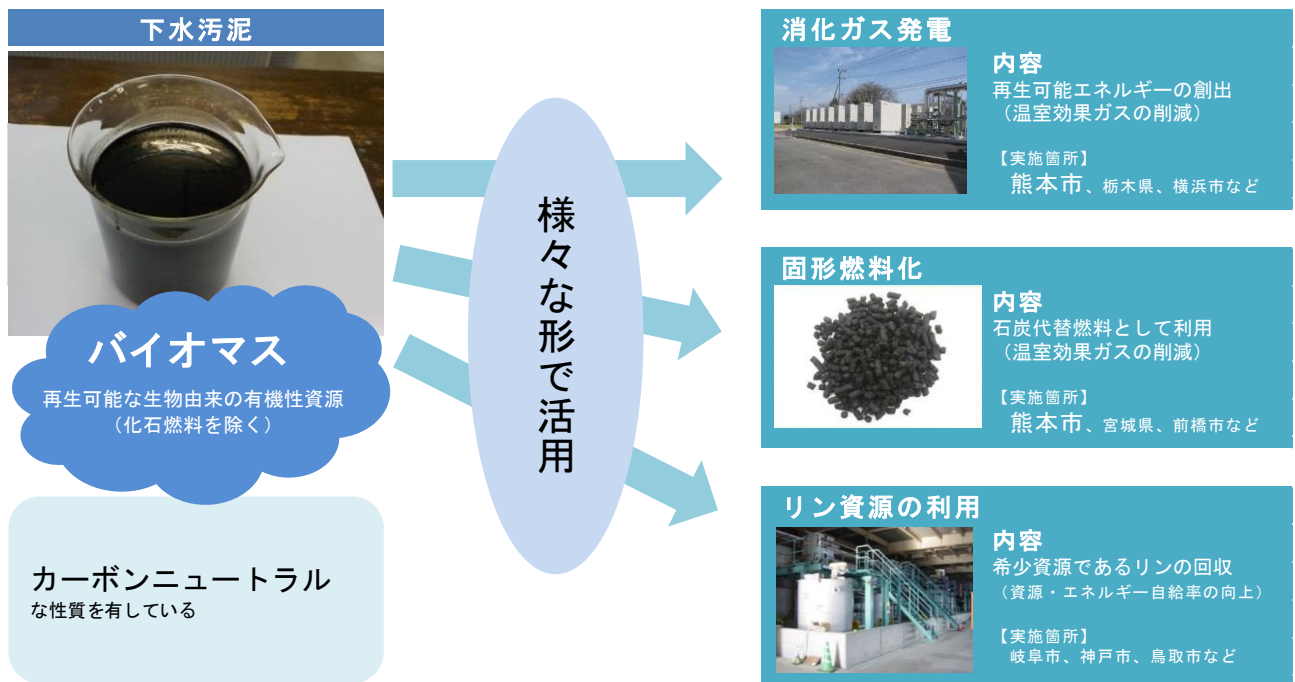 下水汚泥
バイオマス
再生可能な生物由来の有機性資源
（化石燃料を除く）
カーボンニュートラル
な性質を有している
様々な形で活用
消化ガス発電
内容
再生可能エネルギーの創出
（温室効果ガスの削減）
【実施箇所】
熊本市、栃木県、横浜市など
固形燃料化
内容
石炭代替燃料として利用
（温室効果ガスの削減）
【実施箇所】
熊本市、宮城県、前橋市など
リン資源の利用
内容
希少資源であるリンの回収
（資源・エネルギー自給率の向上）
【実施箇所】
岐阜市、神戸市、鳥取市など